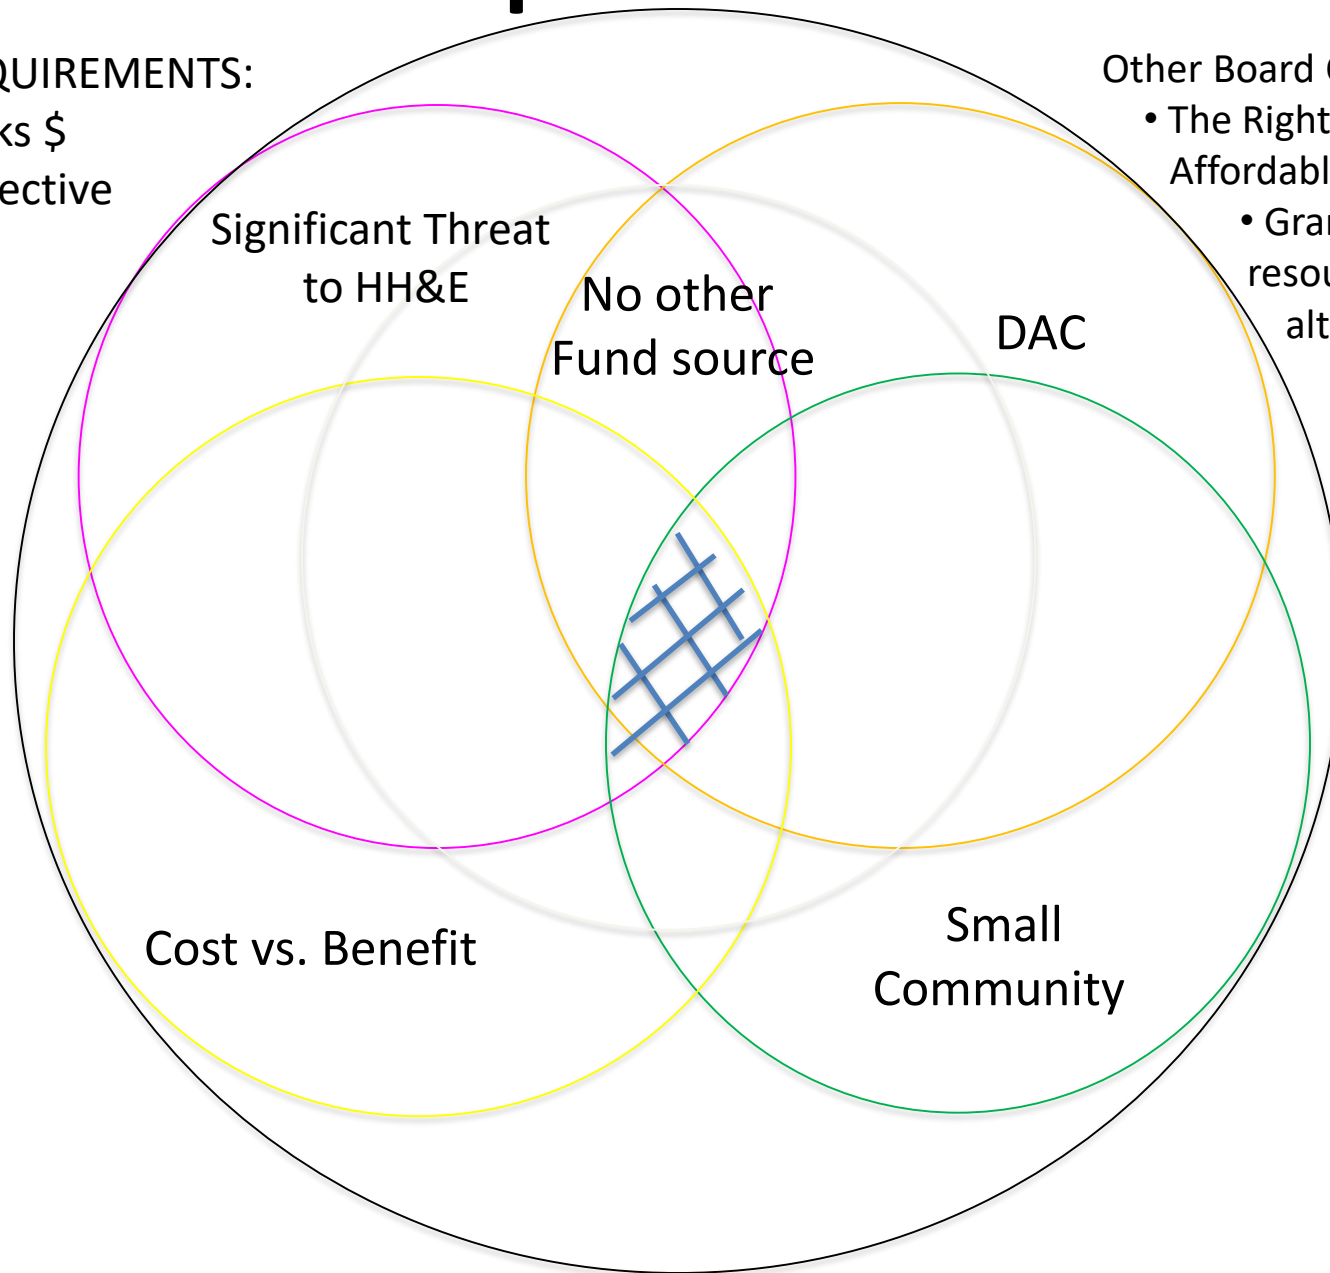 QUIREMENTS:
ks $
ective
Other Board
• The Right
Affordabl
• Gran
resou
alt
Significant Threat
to HH&E
No other
Fund source
DAC
Cost vs. Benefit
Small
Community